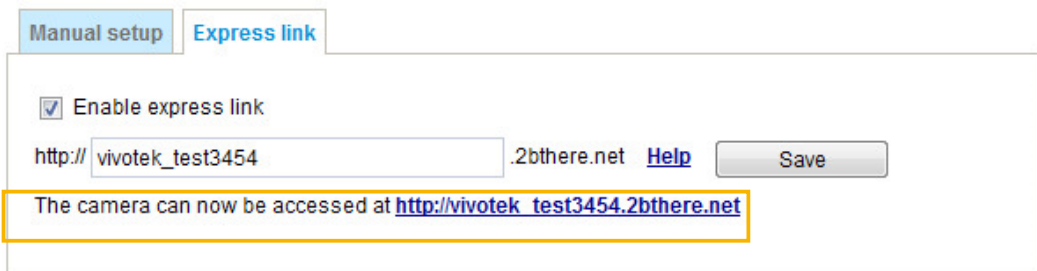 Manual setup Express link
Enable express link
http:// vivotek_test3454 .2bthere.net Help Save
The camera can now be accessed at http://vivotek_test3454.2bthere.net